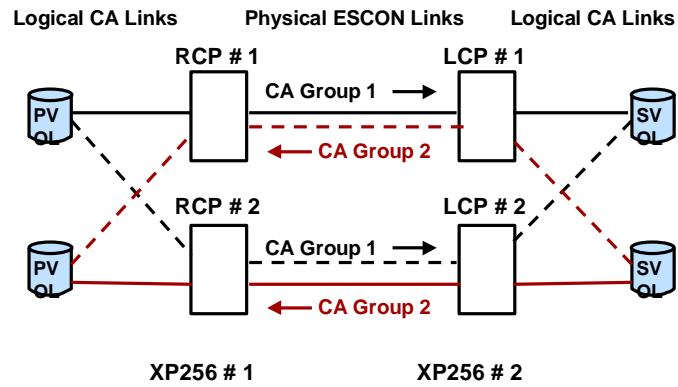 Logical CA Links Physical ESCON Links Logical CA Links
RCP # 1 LCP # 1
CA Group 1
PV
OL
SV
OL
CA Group 2
RCP # 2 LCP # 2
CA Group 1
PV
OL
SV
OL
CA Group 2
XP256 # 1 XP256 # 2